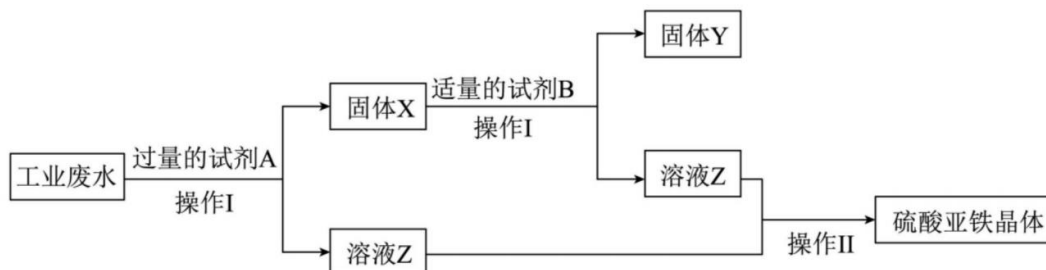 固体Y
固体X
适量的试剂B
操作I
工业废水
过量的试剂A
操作I
溶液Z
溶液Z
操作II
硫酸亚铁晶体